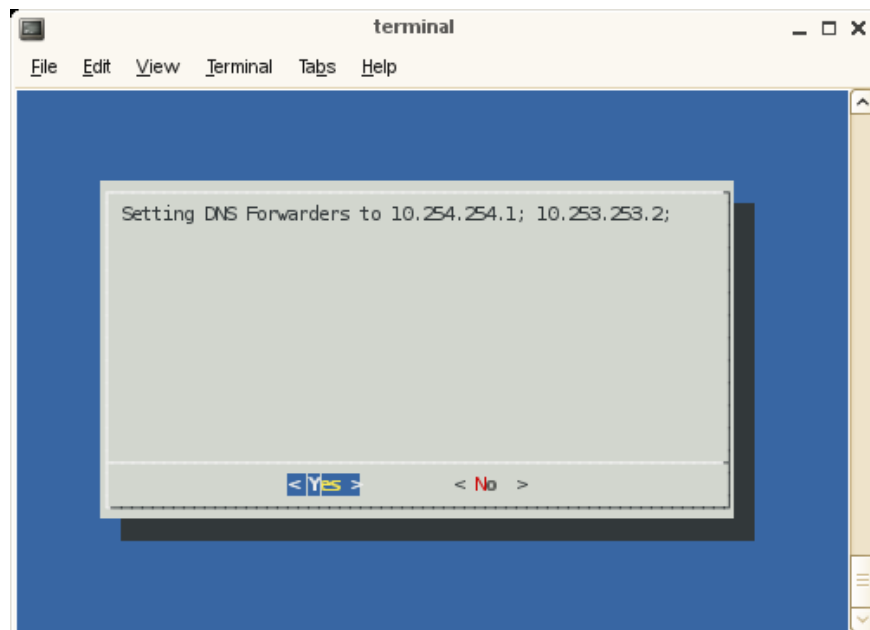 terminal
File Edit View Terminal Tabs Help
Setting DNS Forwarders to 10.254.254.1; 10.253.253.2;
< Yes > < No >